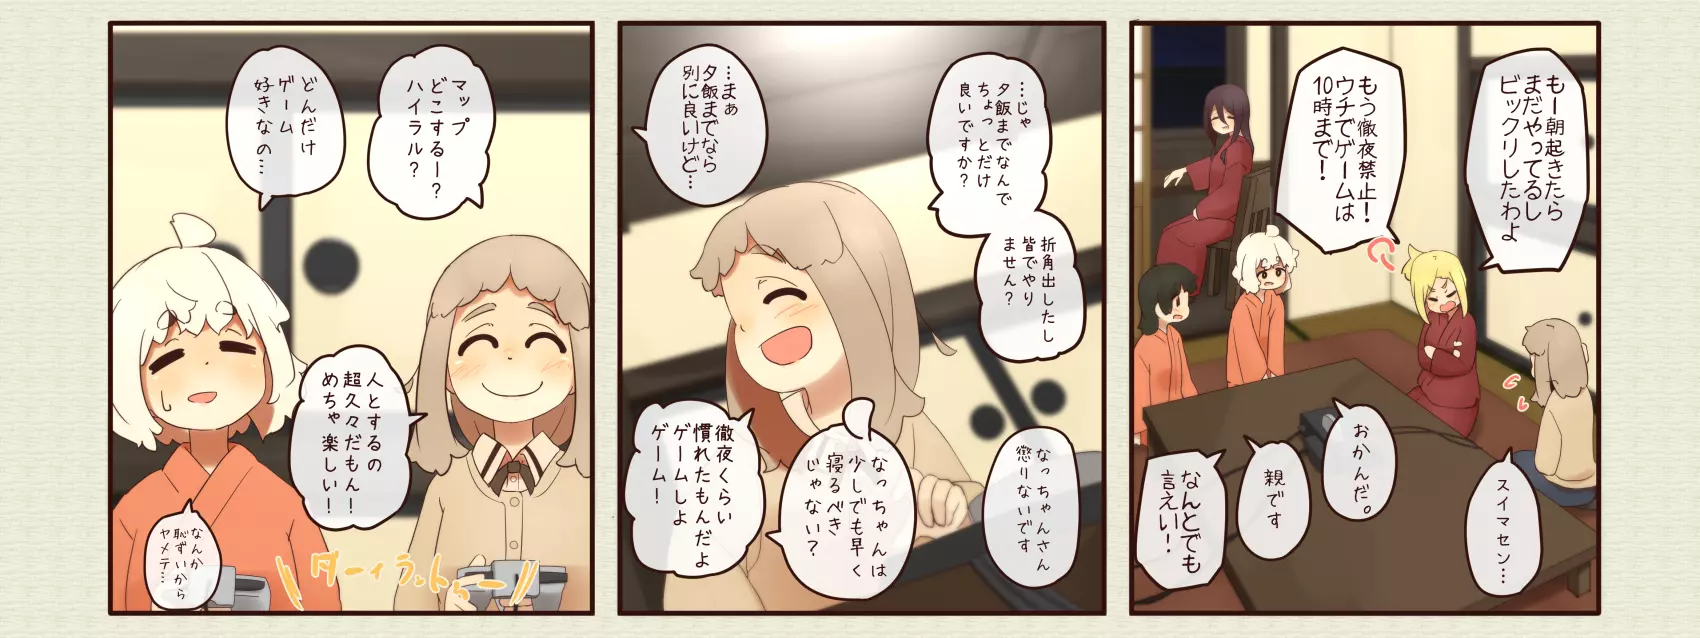 もー朝起きたら
まだやってるし
ビックリしたわよ
もう徹夜禁止！
ウチでゲームは
10時まで！
スイマセン…
おかんだ。
親です
なんとでも
言えい！
…じゃ
夕飯までなんで
ちょっとだけ
良いですか？
折角出したし
皆でやり
ません？
…まぁ
夕飯までなら
別に良いけど…
なっちゃんさん
懲りないです
なっちゃんは
少しでも早く
寝るべき
じゃない？
徹夜くらい
慣れたもんだよ
ゲームしよ
ゲーム！
マップ
どこするー？
ハイラル？
どんだけ
ゲーム
好きなの…
人とするの
超久々だもん！
めちゃ楽しい！
なんか
恥ずいから
ヤメテ…
ダーイラントゥー